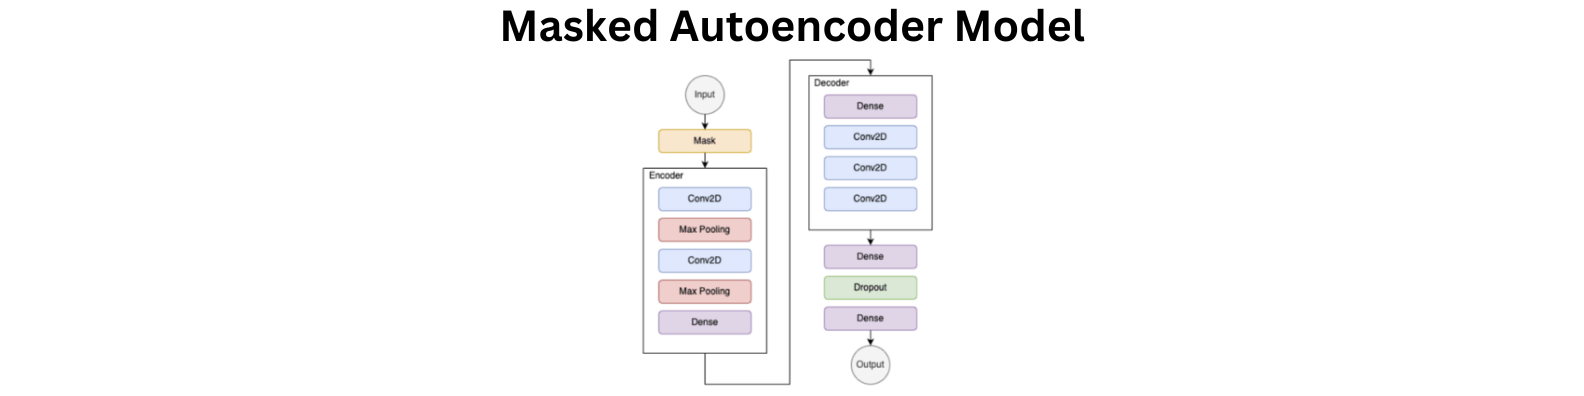 Masked Autoencoder Model
Input
Mask
Encoder
Conv2D
Max Pooling
Conv2D
Max Pooling
Dense
Decoder
Dense
Conv2D
Conv2D
Conv2D
Dense
Dropout
Dense
Output